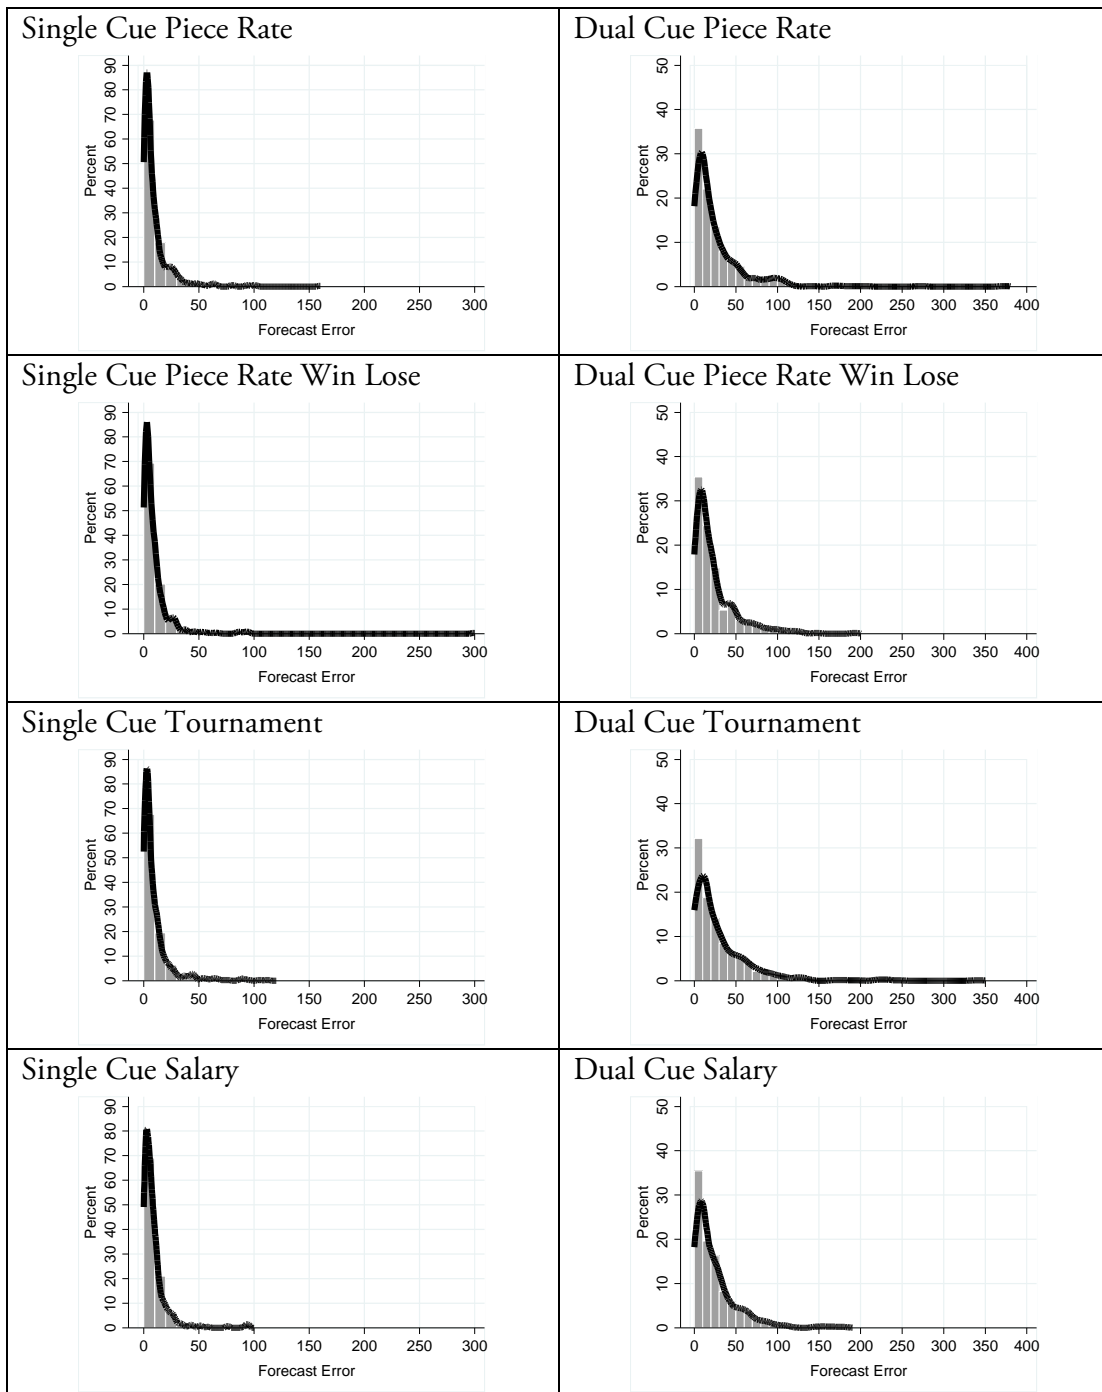 Single Cue Piece Rate
Percent
0 10 20 30 40 50 60 70 80 90
0 50 100 150 200 250 300
Forecast Error
Dual Cue Piece Rate
Percent
0 10 20 30 40 50
0 50 100 150 200 250 300 350 400
Forecast Error
Single Cue Piece Rate Win Lose
Percent
0 10 20 30 40 50 60 70 80 90
0 50 100 150 200 250 300
Forecast Error
Dual Cue Piece Rate Win Lose
Percent
0 10 20 30 40 50
0 50 100 150 200 250 300 350 400
Forecast Error
Single Cue Tournament
Percent
0 10 20 30 40 50 60 70 80 90
0 50 100 150 200 250 300
Forecast Error
Dual Cue Tournament
Percent
0 10 20 30 40 50
0 50 100 150 200 250 300 350 400
Forecast Error
Single Cue Salary
Percent
0 10 20 30 40 50 60 70 80 90
0 50 100 150 200 250 300
Forecast Error
Dual Cue Salary
Percent
0 10 20 30 40 50
0 50 100 150 200 250 300 350 400
Forecast Error